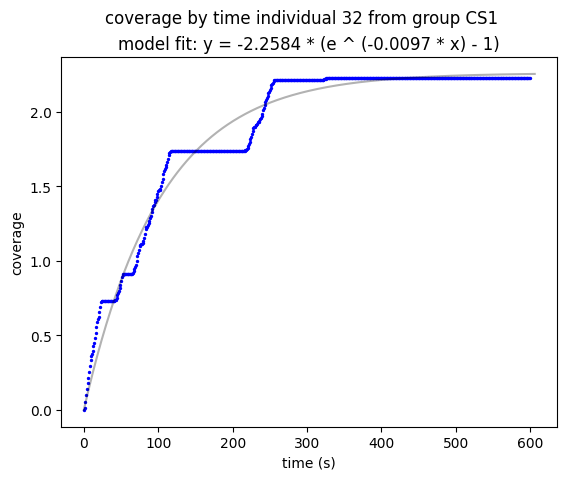 coverage by time individual 32 from group CS1
model fit: y = -2.2584 * (e ^ (-0.0097 * x) - 1)
2.0
1.5
1.0
0.5
0.0
coverage
0 100 200 300 400 500 600
time (s)